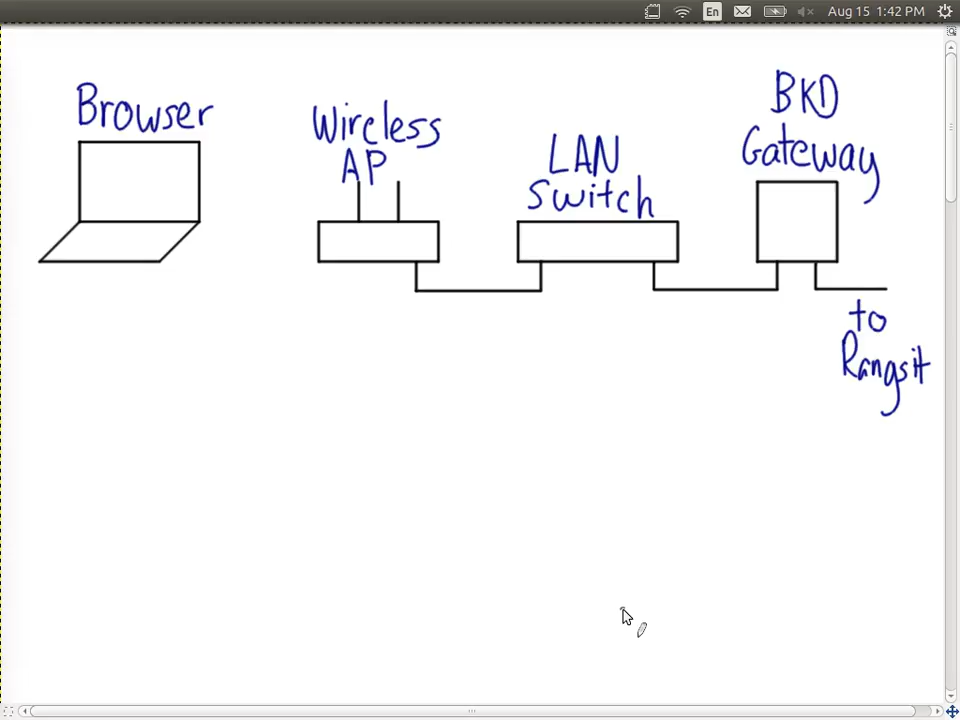 En
Aug 15 1:42 PM
Browser
Wireless
AP
LAN
Switch
BKD
Gateway
to
Rangsit